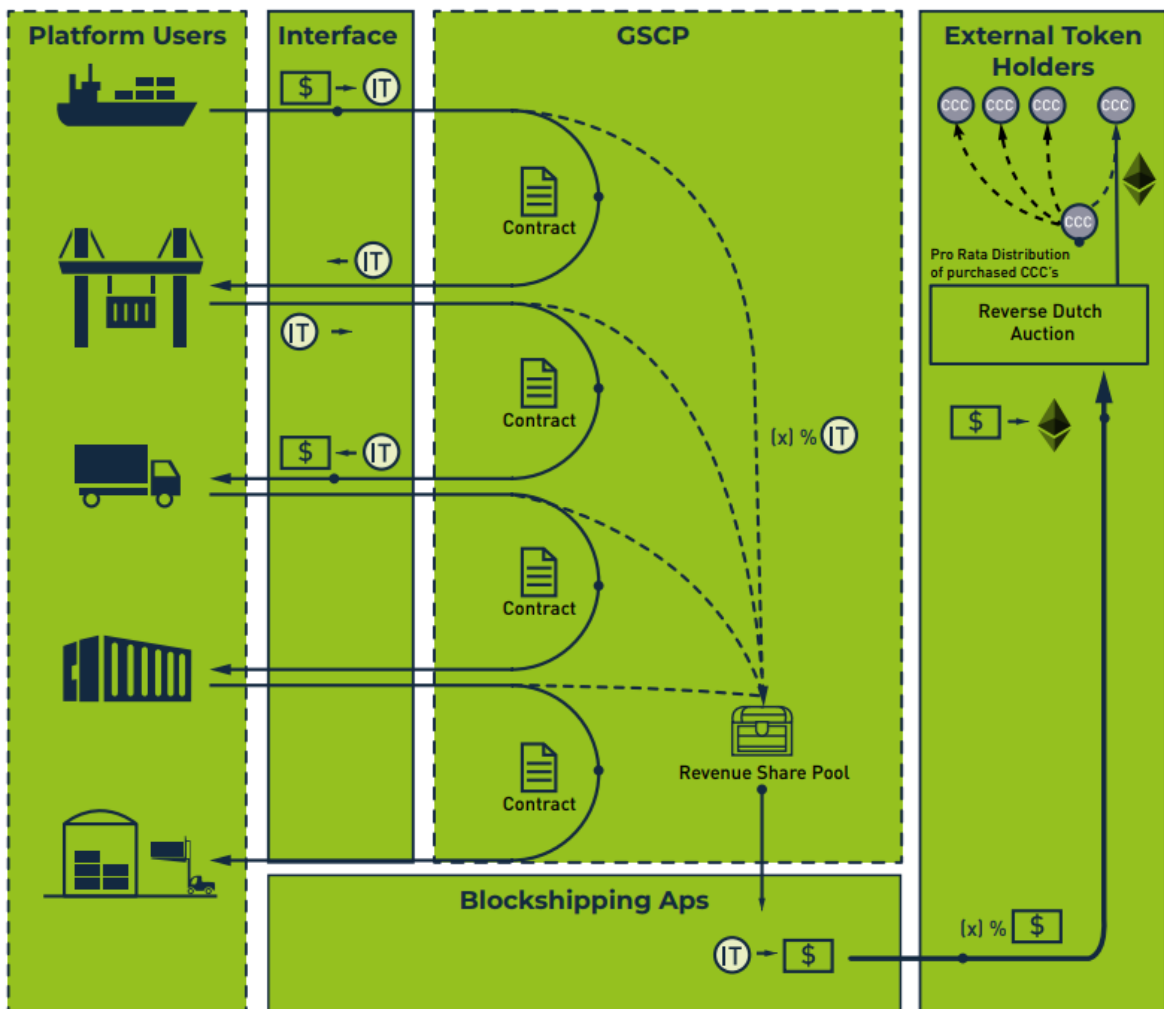 Platform Users
Interface
GSCP
External Token
Holders
$ IT
CCC CCC CCC CCC
CCC
Contract
IT
Pro Rata Distribution
of purchased CCC's
Reverse Dutch
Auction
IT
Contract
$
$ IT
(x) % IT
Contract
Revenue Share Pool
Contract
Blockshipping Aps
IT $
(x) % $